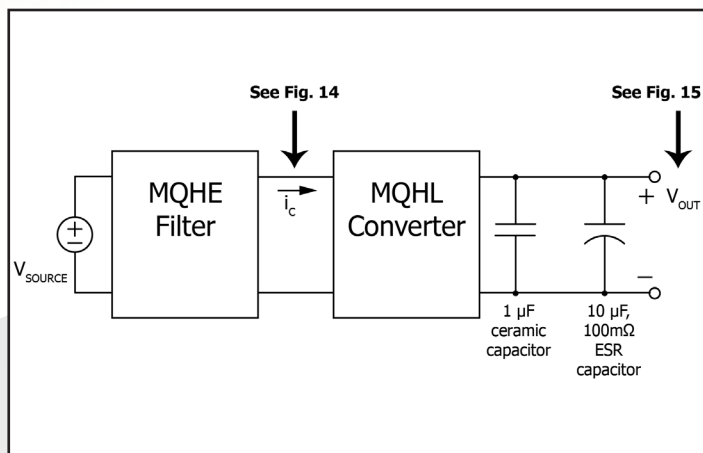 See Fig. 14
See Fig. 15
MQHE
Filter
MQHL
Converter
i_C
+
V_OUT
V_SOURCE
+
−
−
1 µF
ceramic
capacitor
10 µF,
100mΩ
ESR
capacitor